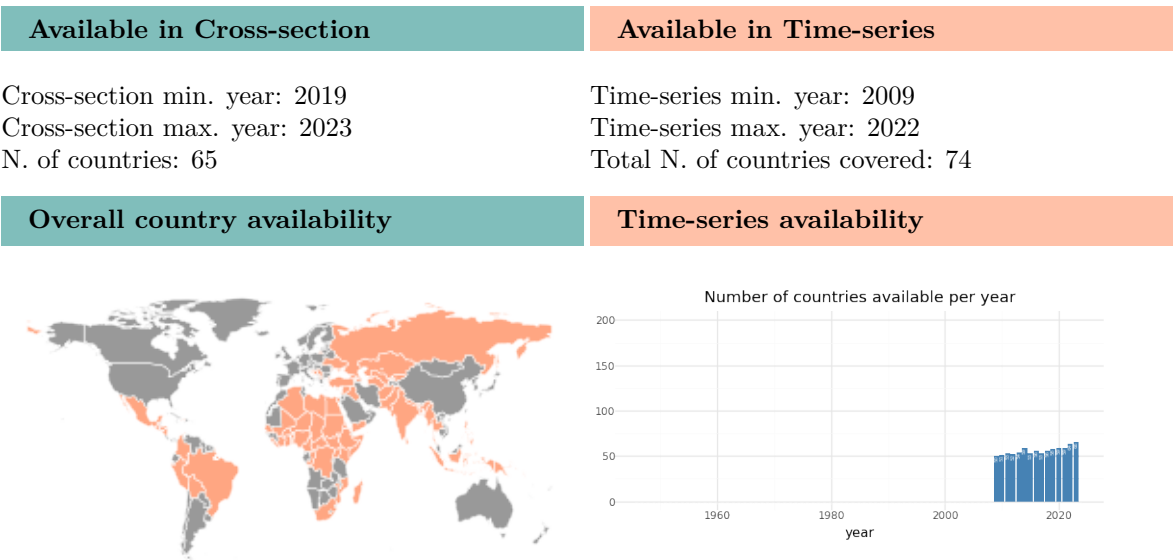 Available in Cross-section
Available in Time-series
Cross-section min. year: 2019
Cross-section max. year: 2023
N. of countries: 65
Time-series min. year: 2009
Time-series max. year: 2022
Total N. of countries covered: 74
Overall country availability
Time-series availability
Number of countries available per year
200
150
100
50
0
1960
1980
2000
2020
year